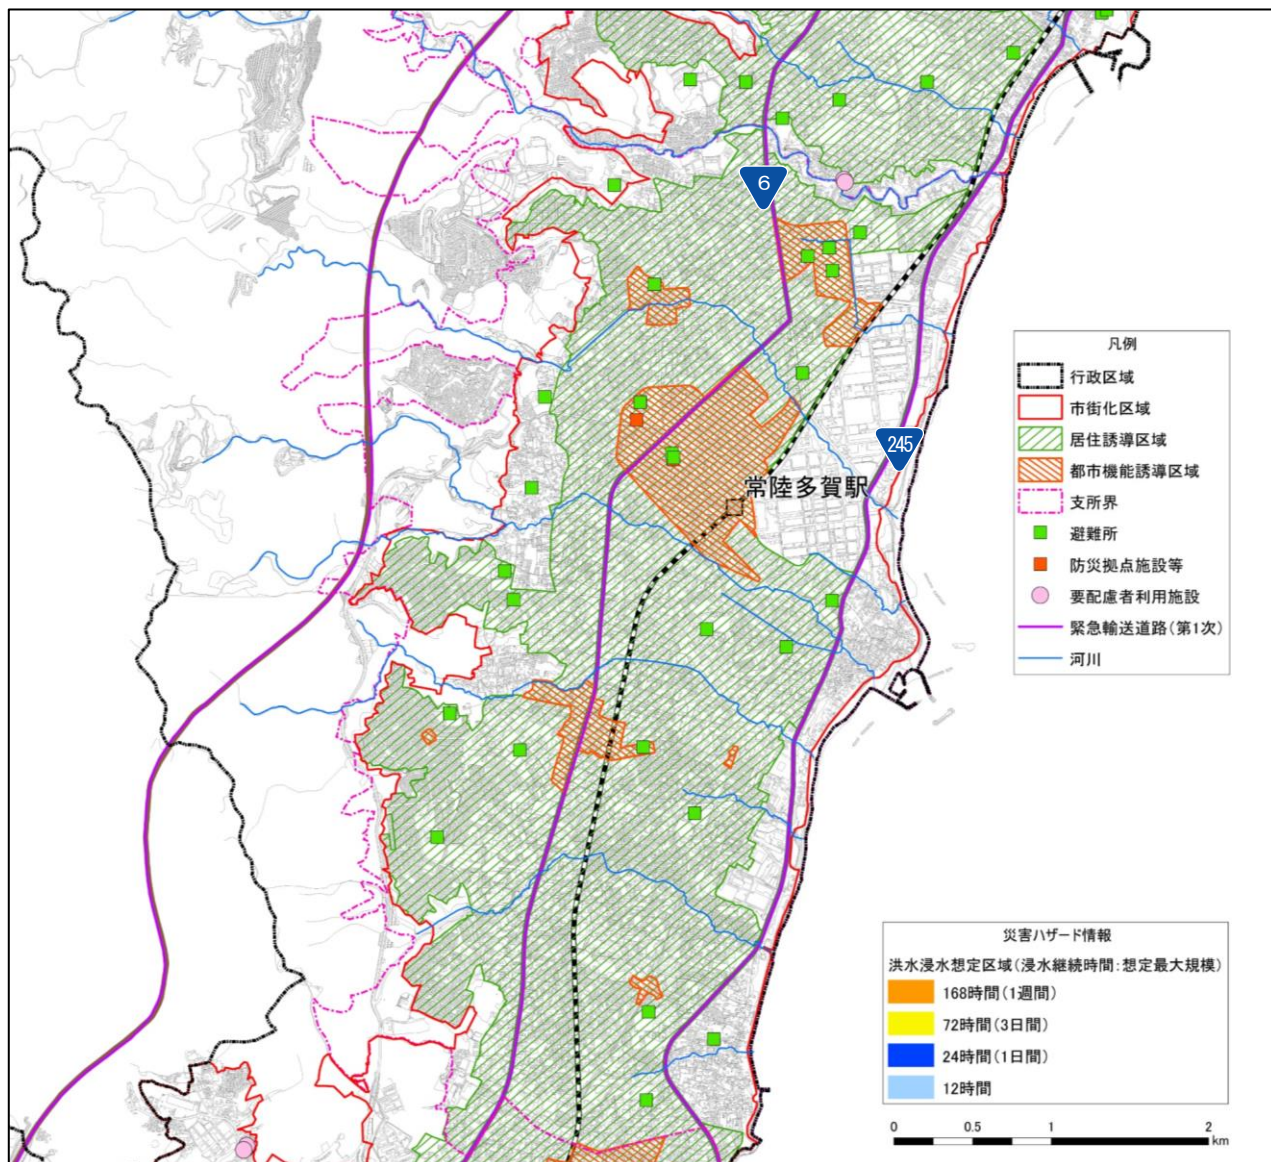 6
245
常陸多賀駅
凡例
行政区域
市街化区域
居住誘導区域
都市機能誘導区域
支所界
避難所
防災拠点施設等
要配慮者利用施設
緊急輸送道路(第1次)
河川
災害ハザード情報
洪水浸水想定区域(浸水継続時間:想定最大規模)
168時間(1週間)
72時間(3日間)
24時間(1日間)
12時間
0 0.5 1 2
km